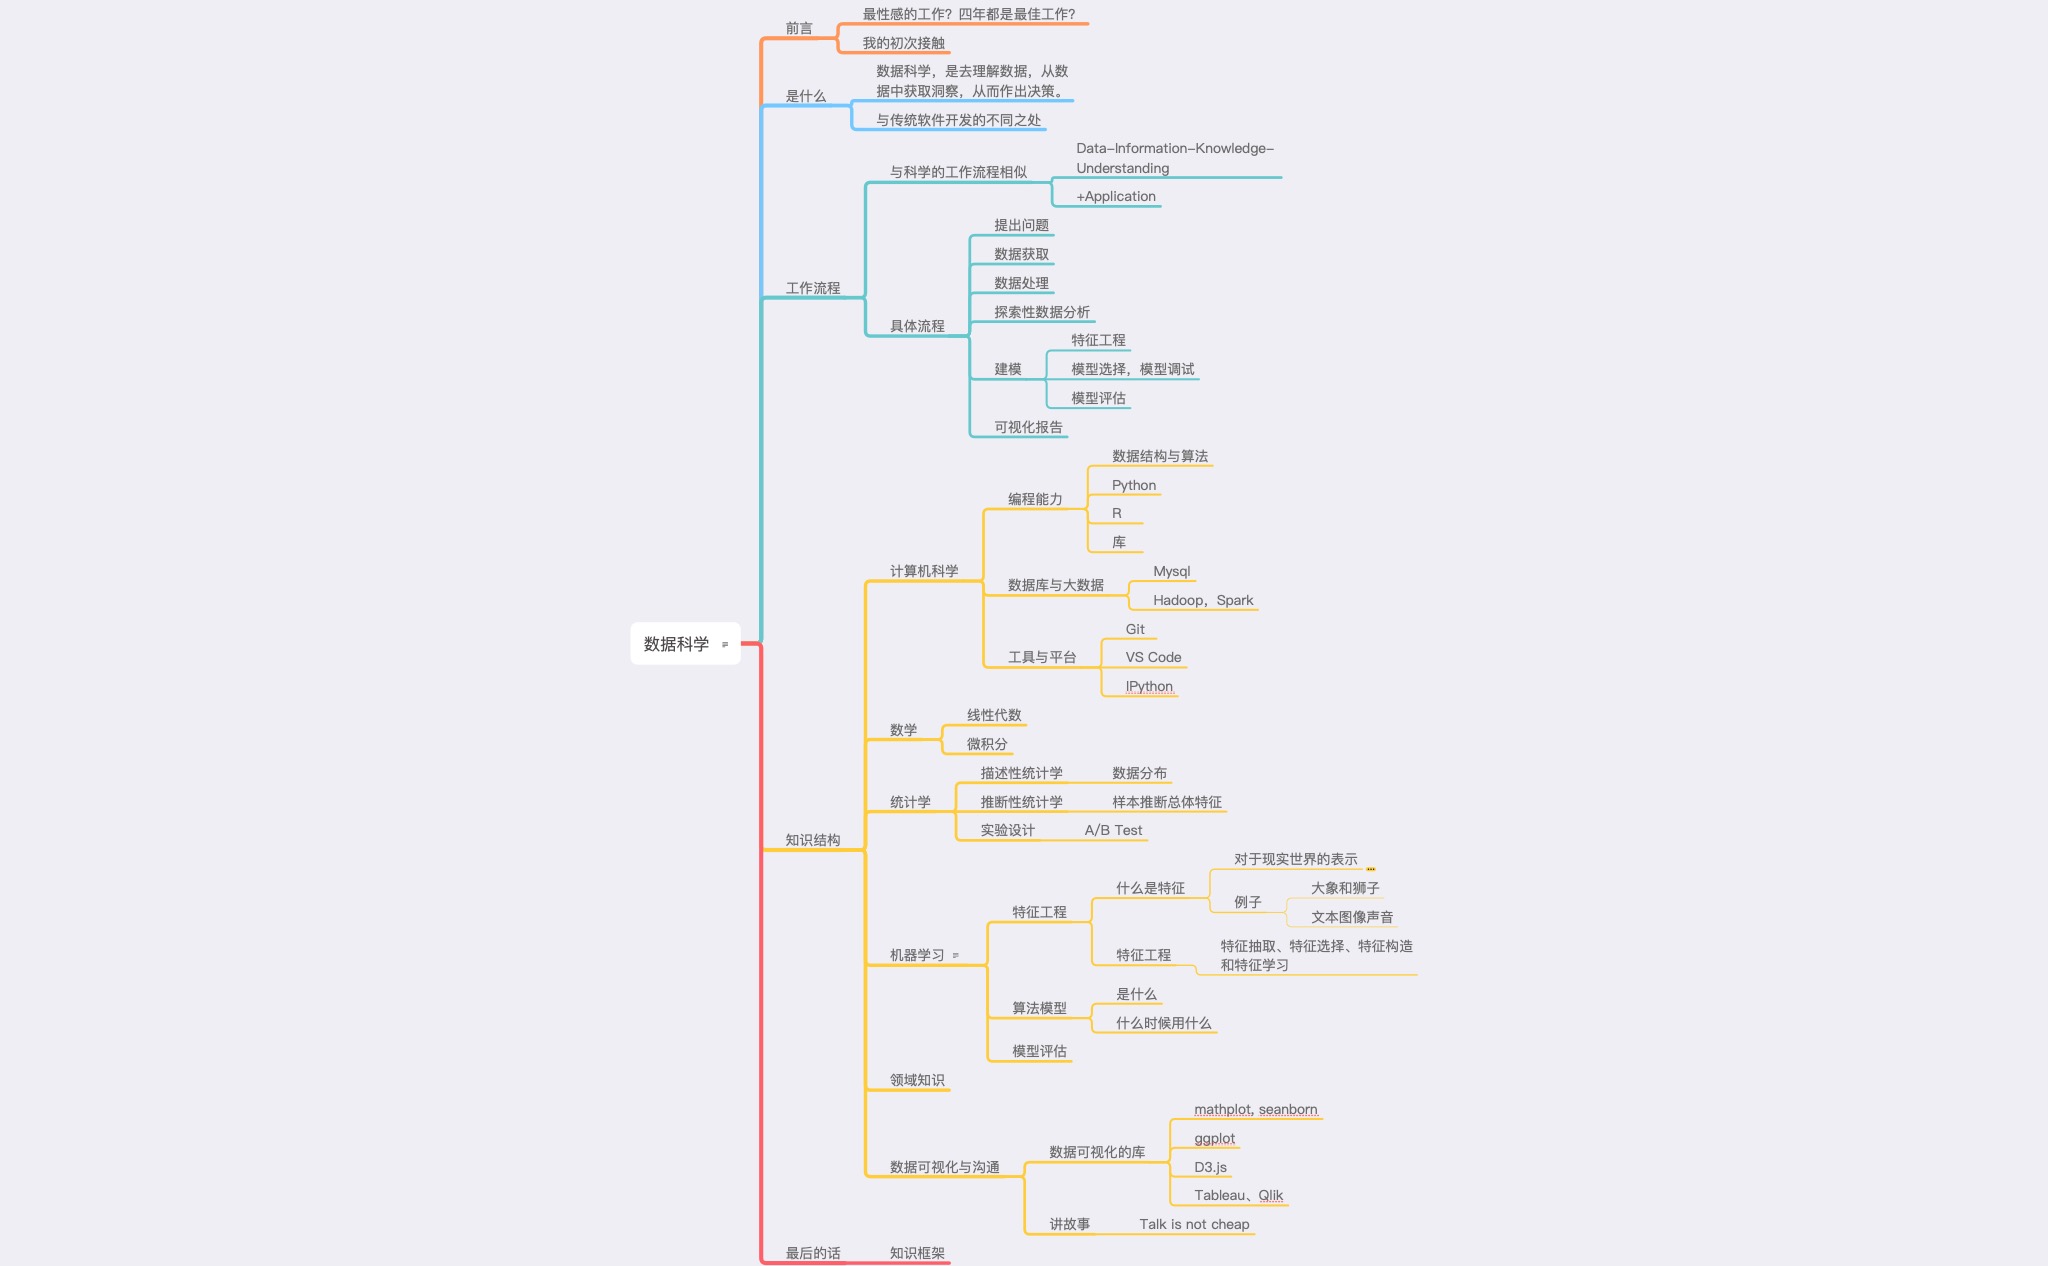 前言
最性感的工作？四年都是最佳工作？
我的初次接触
是什么
数据科学，是去理解数据，从数
据中获取洞察，从而作出决策。
与传统软件开发的不同之处
工作流程
与科学的工作流程相似
Data-Information-Knowledge-
Understanding
+Application
具体流程
提出问题
数据获取
数据处理
探索性数据分析
建模
特征工程
模型选择，模型调试
模型评估
可视化报告
数据科学
知识结构
计算机科学
编程能力
数据结构与算法
Python
R
库
数据库与大数据
Mysql
Hadoop，Spark
工具与平台
Git
VS Code
IPython
数学
线性代数
微积分
统计学
描述性统计学
数据分布
推断性统计学
样本推断总体特征
实验设计
A/B Test
机器学习
特征工程
什么是特征
对于现实世界的表示
例子
大象和狮子
文本图像声音
特征工程
特征抽取、特征选择、特征构造
和特征学习
算法模型
是什么
什么时候用什么
模型评估
领域知识
数据可视化与沟通
数据可视化的库
mathplot, seanborn
ggplot
D3.js
Tableau、Qlik
讲故事
Talk is not cheap
最后的话
知识框架